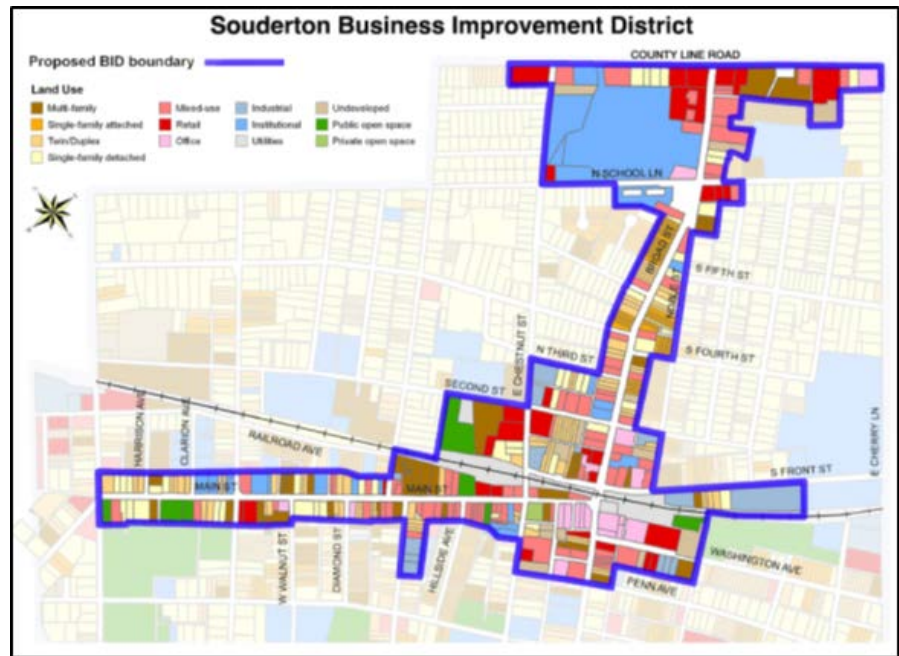 Souderton Business Improvement District
Proposed BID boundary
Land Use
Multi-family
Single-family attached
Twin/Duplex
Single-family detached
Mixed-use
Retail
Office
Industrial
Institutional
Utilities
Undeveloped
Public open space
Private open space
COUNTY LINE ROAD
N SCHOOL LN
BROAD ST
NOBLE ST
S FIFTH ST
S FOURTH ST
N THIRD ST
E CHESTNUT ST
SECOND ST
E CHERRY LN
S FRONT ST
HARRISON AVE
CLARION AVE
RAILROAD AVE
MAIN ST
MAIN ST
W WALNUT ST
DIAMOND ST
HILLSIDE AVE
WASHINGTON AVE
PENN AVE